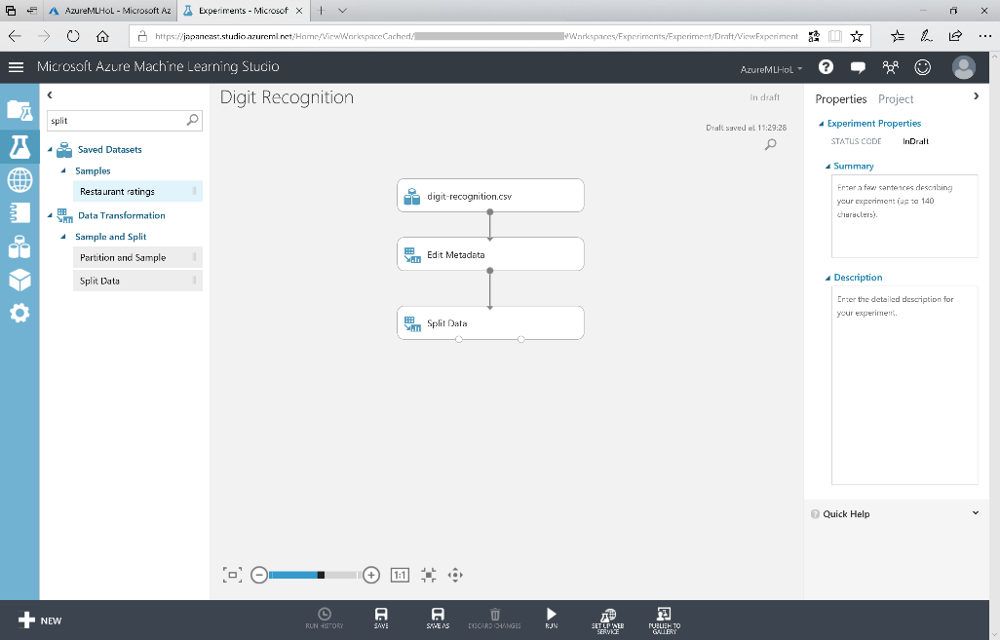 AzureMLHoL - Microsoft Az
Experiments - Microsof
https://japaneast.studio.azureml.net/Home/ViewWorkspaceCached/
#Workspaces/Experiments/Experiment/Draft/ViewExperiment
Microsoft Azure Machine Learning Studio
AzureMLHoL
split
Saved Datasets
Samples
Restaurant ratings
Data Transformation
Sample and Split
Partition and Sample
Split Data
Digit Recognition
In draft
Draft saved at 11:29:28
digit-recognition.csv
Edit Metadata
Split Data
1:1
Properties Project
Experiment Properties
STATUS CODE InDraft
Summary
Enter a few sentences describing
your experiment (up to 140
characters).
Description
Enter the detailed description for
your experiment.
Quick Help
NEW
RUN HISTORY
SAVE
SAVE AS
DISCARD CHANGES
RUN
SET UP WEB
SERVICE
PUBLISH TO
GALLERY